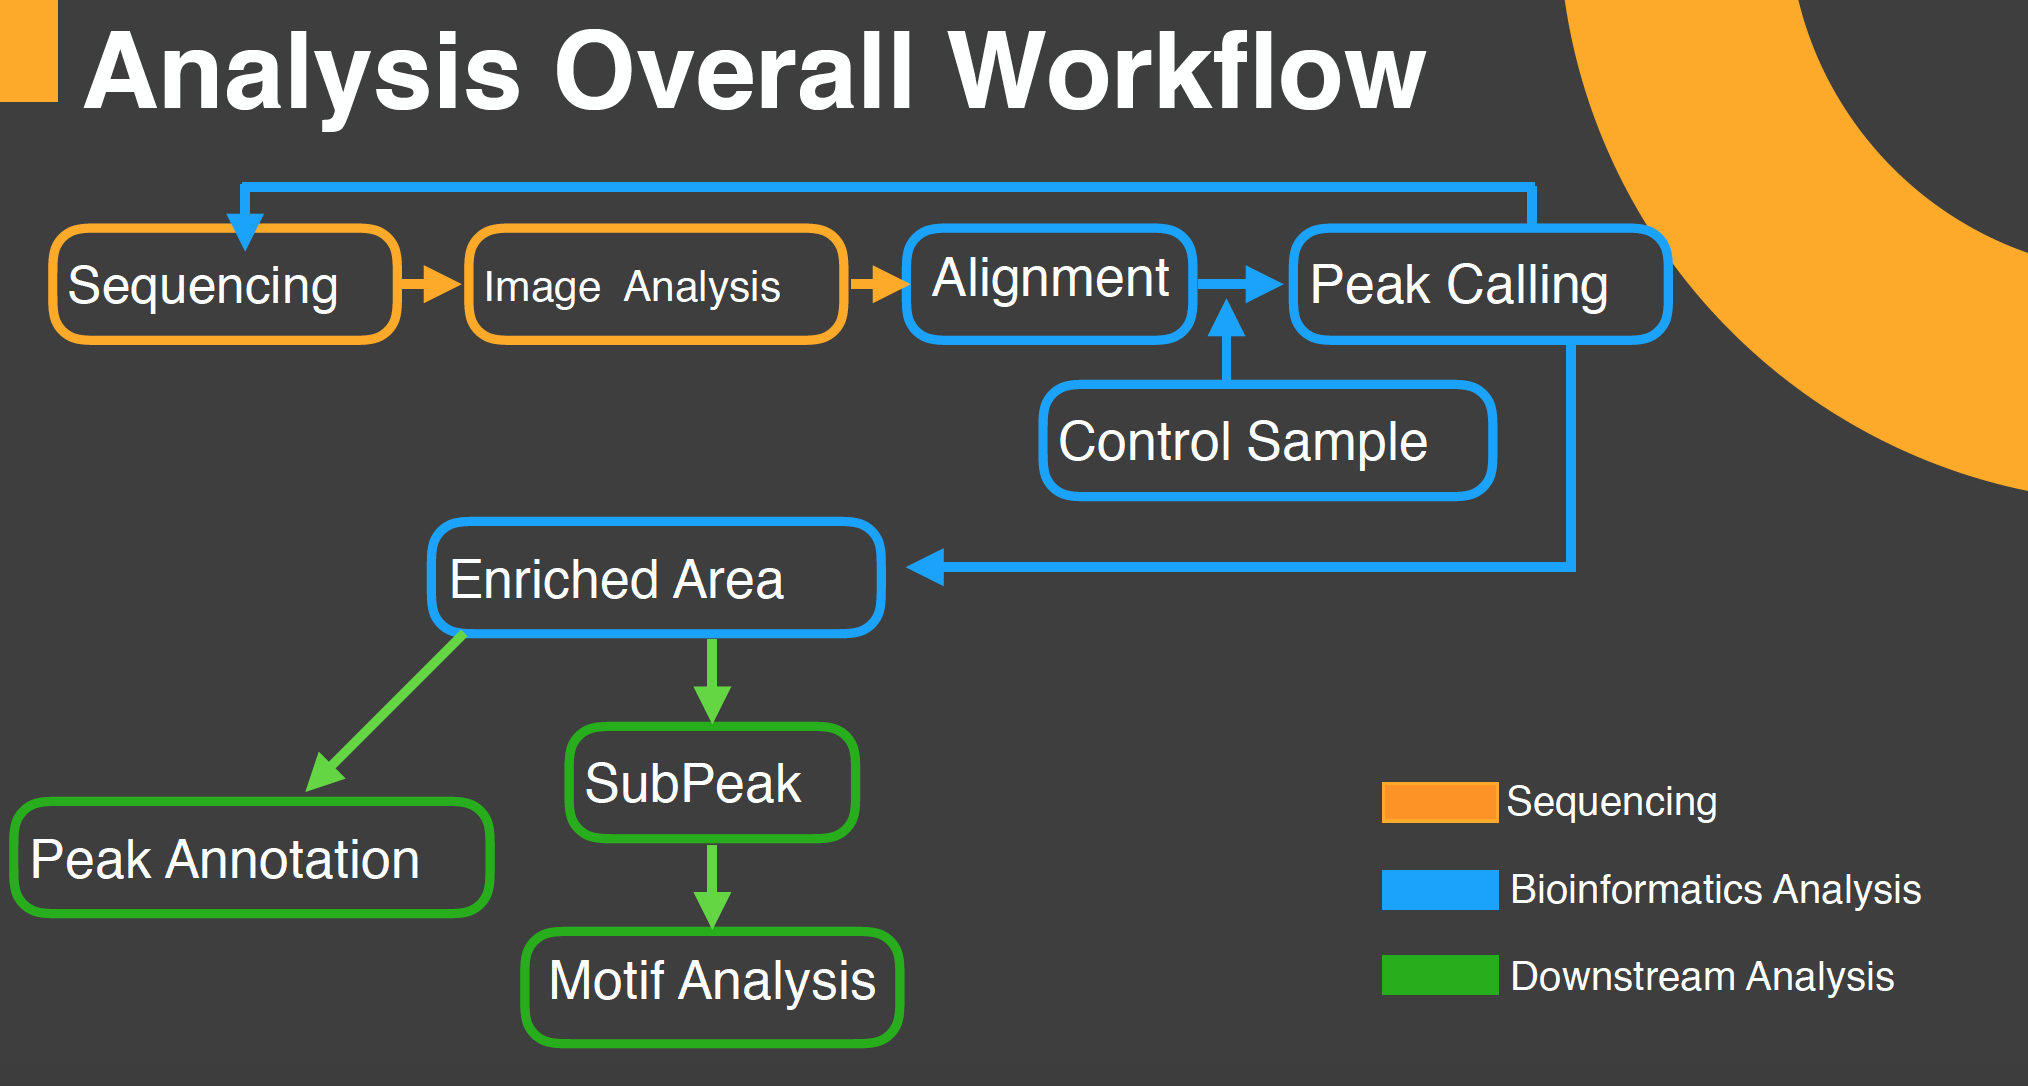 Analysis Overall Workflow
Sequencing
Image Analysis
Alignment
Peak Calling
Control Sample
Enriched Area
SubPeak
Peak Annotation
Motif Analysis
Sequencing
Bioinformatics Analysis
Downstream Analysis